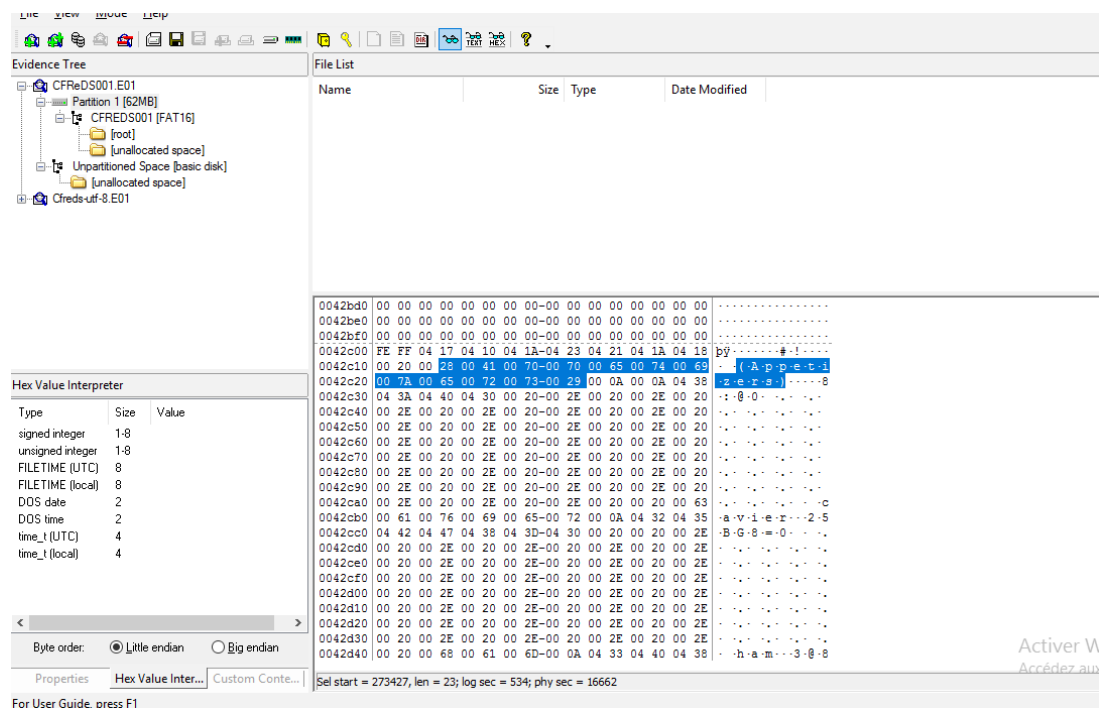 File View Mode Help
Evidence Tree
CFReDS001.E01
Partition 1 [62MB]
CFREDS001 [FAT16]
[root]
[unallocated space]
Unpartitioned Space [basic disk]
[unallocated space]
Cfreds-utf-8.E01
File List
Name Size Type Date Modified
Hex Value Interpreter
Type Size Value
signed integer 1-8
unsigned integer 1-8
FILETIME (UTC) 8
FILETIME (local) 8
DOS date 2
DOS time 2
time_t (UTC) 4
time_t (local) 4
Byte order: Little endian Big endian
Properties Hex Value Inter... Custom Conte...
0042bd0 00 00 00 00 00 00 00 00-00 00 00 00 00 00 00 00 ················
0042be0 00 00 00 00 00 00 00 00-00 00 00 00 00 00 00 00 ················
0042bf0 00 00 00 00 00 00 00 00-00 00 00 00 00 00 00 00 ················
0042c00 FE FF 04 17 04 10 04 1A-04 23 04 21 04 1A 04 18 þÿ·······#·!····
0042c10 00 20 00 28 00 41 00 70-00 70 00 65 00 74 00 69 · ·(·A·p·p·e·t·i
0042c20 00 7A 00 65 00 72 00 73-00 29 00 0A 00 0A 04 38 ·z·e·r·s·)·····8
0042c30 04 3A 04 40 04 30 00 20-00 2E 00 20 00 2E 00 20 ·:·@·0· ·.· ·.· 
0042c40 00 2E 00 20 00 2E 00 20-00 2E 00 20 00 2E 00 20 ·.· ·.· ·.· ·.· 
0042c50 00 2E 00 20 00 2E 00 20-00 2E 00 20 00 2E 00 20 ·.· ·.· ·.· ·.· 
0042c60 00 2E 00 20 00 2E 00 20-00 2E 00 20 00 2E 00 20 ·.· ·.· ·.· ·.· 
0042c70 00 2E 00 20 00 2E 00 20-00 2E 00 20 00 2E 00 20 ·.· ·.· ·.· ·.· 
0042c80 00 2E 00 20 00 2E 00 20-00 2E 00 20 00 2E 00 20 ·.· ·.· ·.· ·.· 
0042c90 00 2E 00 20 00 2E 00 20-00 2E 00 20 00 2E 00 20 ·.· ·.· ·.· ·.· 
0042ca0 00 2E 00 20 00 2E 00 20-00 2E 00 20 00 20 00 63 ·.· ·.· ·.· · ·c
0042cb0 00 61 00 76 00 69 00 65-00 72 00 0A 04 32 04 35 ·a·v·i·e·r···2·5
0042cc0 04 42 04 47 04 38 04 3D-04 30 00 20 00 20 00 2E ·B·G·8·=·0· · ·.
0042cd0 00 20 00 2E 00 20 00 2E-00 20 00 2E 00 20 00 2E · ·.· ·.· ·.· ·.
0042ce0 00 20 00 2E 00 20 00 2E-00 20 00 2E 00 20 00 2E · ·.· ·.· ·.· ·.
0042cf0 00 20 00 2E 00 20 00 2E-00 20 00 2E 00 20 00 2E · ·.· ·.· ·.· ·.
0042d00 00 20 00 2E 00 20 00 2E-00 20 00 2E 00 20 00 2E · ·.· ·.· ·.· ·.
0042d10 00 20 00 2E 00 20 00 2E-00 20 00 2E 00 20 00 2E · ·.· ·.· ·.· ·.
0042d20 00 20 00 2E 00 20 00 2E-00 20 00 2E 00 20 00 2E · ·.· ·.· ·.· ·.
0042d30 00 20 00 2E 00 20 00 2E-00 20 00 2E 00 20 00 2E · ·.· ·.· ·.· ·.
0042d40 00 20 00 68 00 61 00 6D-00 0A 04 33 04 40 04 38 · ·h·a·m···3·@·8
Sel start = 273427, len = 23; log sec = 534; phy sec = 16662
Activer W
Accédez aux
For User Guide, press F1